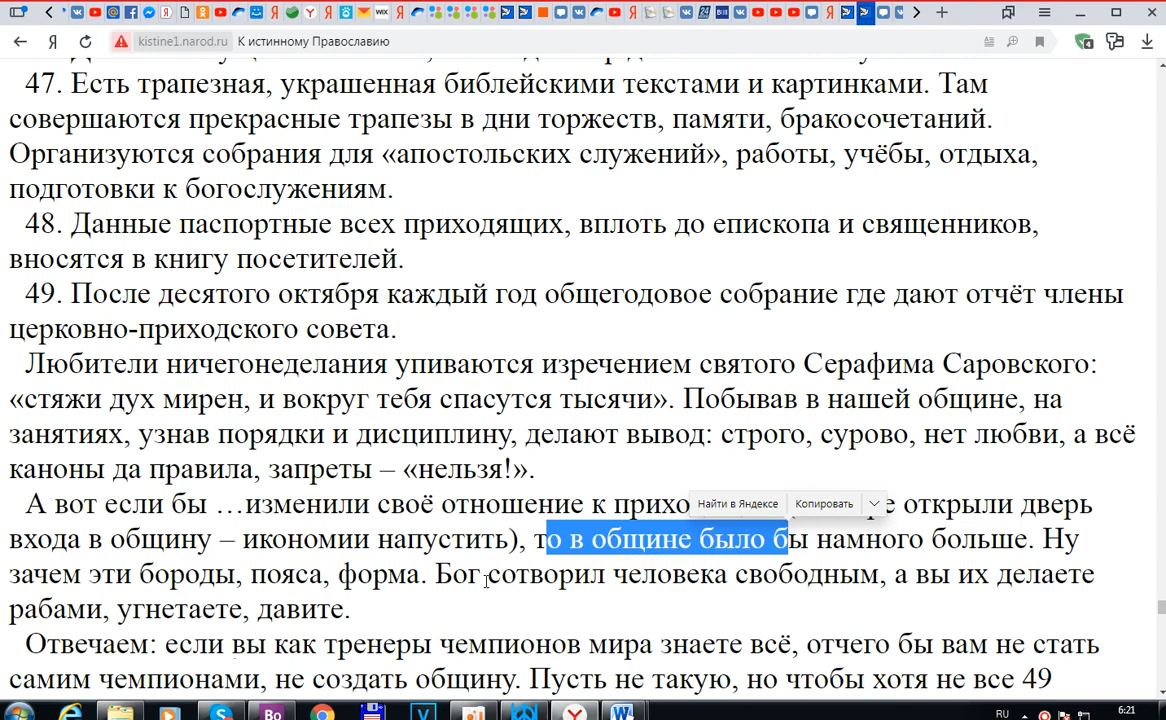 kistine1.narod.ru К истинному Православию
47. Есть трапезная, украшенная библейскими текстами и картинками. Там
совершаются прекрасные трапезы в дни торжеств, памяти, бракосочетаний.
Организуются собрания для «апостольских служений», работы, учёбы, отдыха,
подготовки к богослужениям.
48. Данные паспортные всех приходящих, вплоть до епископа и священников,
вносятся в книгу посетителей.
49. После десятого октября каждый год общегодовое собрание где дают отчёт члены
церковно-приходского совета.
Любители ничегонеделания упиваются изречением святого Серафима Саровского:
«стяжи дух мирен, и вокруг тебя спасутся тысячи». Побывав в нашей общине, на
занятиях, узнав порядки и дисциплину, делают вывод: строго, сурово, нет любви, а всё
каноны да правила, запреты – «нельзя!».
А вот если бы …изменили своё отношение к открыли дверь
Найти в Яндексе Копировать
входа в общину – икономии напустить), то в общине было бы намного больше. Ну
зачем эти бороды, пояса, форма. Бог сотворил человека свободным, а вы их делаете
рабами, угнетаете, давите.
Отвечаем: если вы как тренеры чемпионов мира знаете всё, отчего бы вам не стать
самим чемпионами, не создать общину. Пусть не такую, но чтобы хотя не все 49
RU 6:21